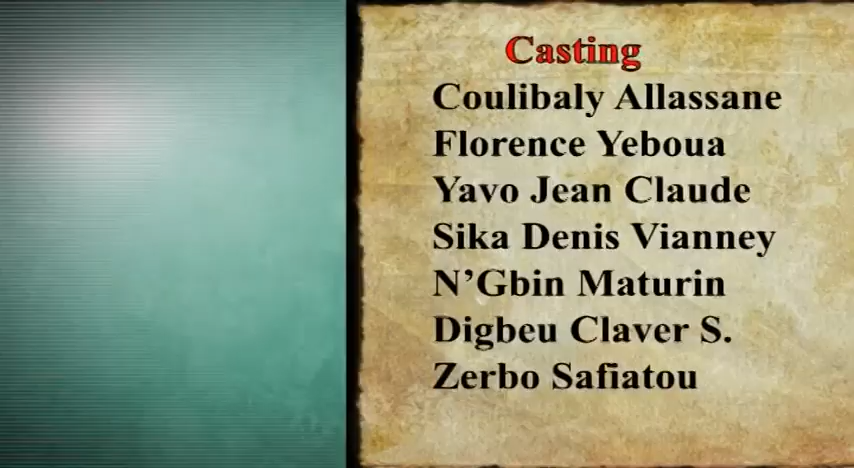 Casting
Coulibaly Allassane
Florence Yeboua
Yavo Jean Claude
Sika Denis Vianney
N’Gbin Maturin
Digbeu Claver S.
Zerbo Safiatou